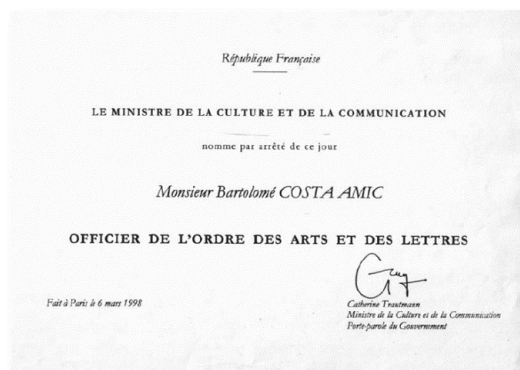 République Française
LE MINISTRE DE LA CULTURE ET DE LA COMMUNICATION
nomme par arrêté de ce jour
Monsieur Bartolomé COSTA AMIC
OFFICIER DE L'ORDRE DES ARTS ET DES LETTRES
Fait à Paris le 6 mars 1998
Catherine Trautmann
Ministre de la Culture et de la Communication
Porte-parole du Gouvernement